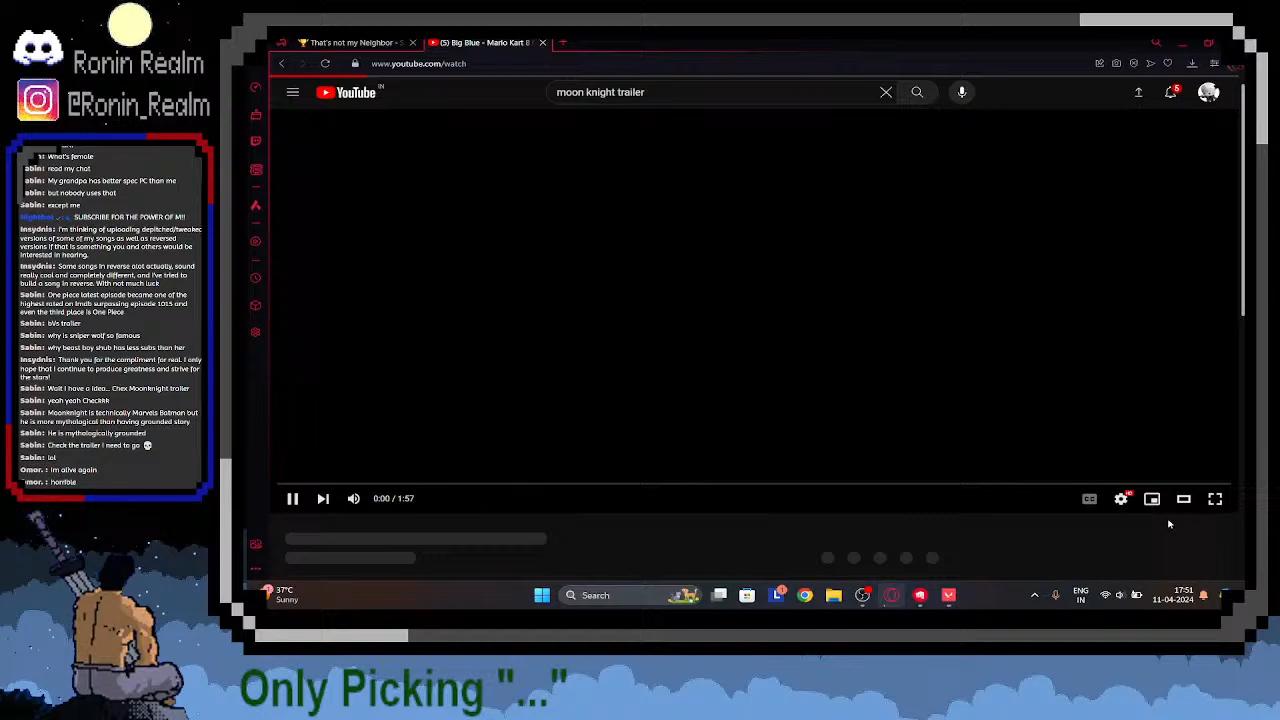 Ronin Realm
@Ronin_Realm
What's female
read my chat
My grandpa has better spec PC than me
but nobody uses that
except me
SUBSCRIBE FOR THE POWER OF M!!
Insydnis: I'm thinking of uploading depitched/tweaked
versions of some of my songs as well as reversed
versions if that is something you and others would be
interested in hearing.
Insydnis: Some songs in reverse alot actually, sound
really cool and completely different, and I've tried to
build a song in reverse. With not much luck
Sabin: One piece latest episode became one of the
highest rated on Imdb surpassing episode 1015 and
even the third place is One Piece
Sabin: bVs trailer
Sabin: why is sniper wolf so famous
Sabin: why beast boy shub has less subs than her
Insydnis: Thank you for the compliment for real. I only
hope that I continue to produce greatness and strive for
the stars!
Sabin: Wait I have a idea... Chex Moonknight trailer
Sabin: yeah yeah ChecRRR
Sabin: Moonknight is technically Marvels Batman but
he is more mythological than having grounded story
Sabin: He is mythologically grounded
Sabin: Check the trailer I need to go
Sabin: lol
Omor. : Im alive again
omor. : horrible
That's not my Neighbor - S
(5) Big Blue - Mario Kart 8
www.youtube.com/watch
YouTube IN
moon knight trailer
5
0:00 / 1:57
CC
HD
37°C
Sunny
Search
ENG
IN
17:51
11-04-2024
Only Picking "..."